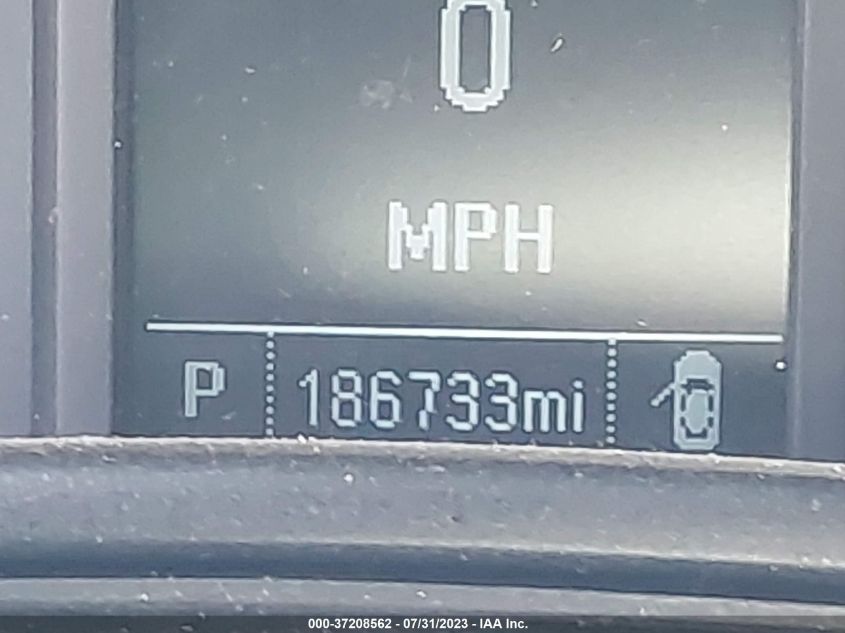 0
MPH
P 186733mi
000-37208562 - 07/31/2023 - IAA Inc.